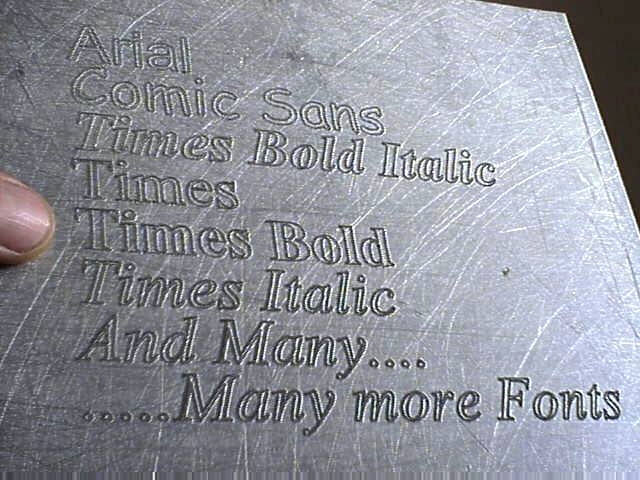 Arial
Comic Sans
Times Bold Italic
Times
Times Bold
Times Italic
And Many....
.....Many more Fonts